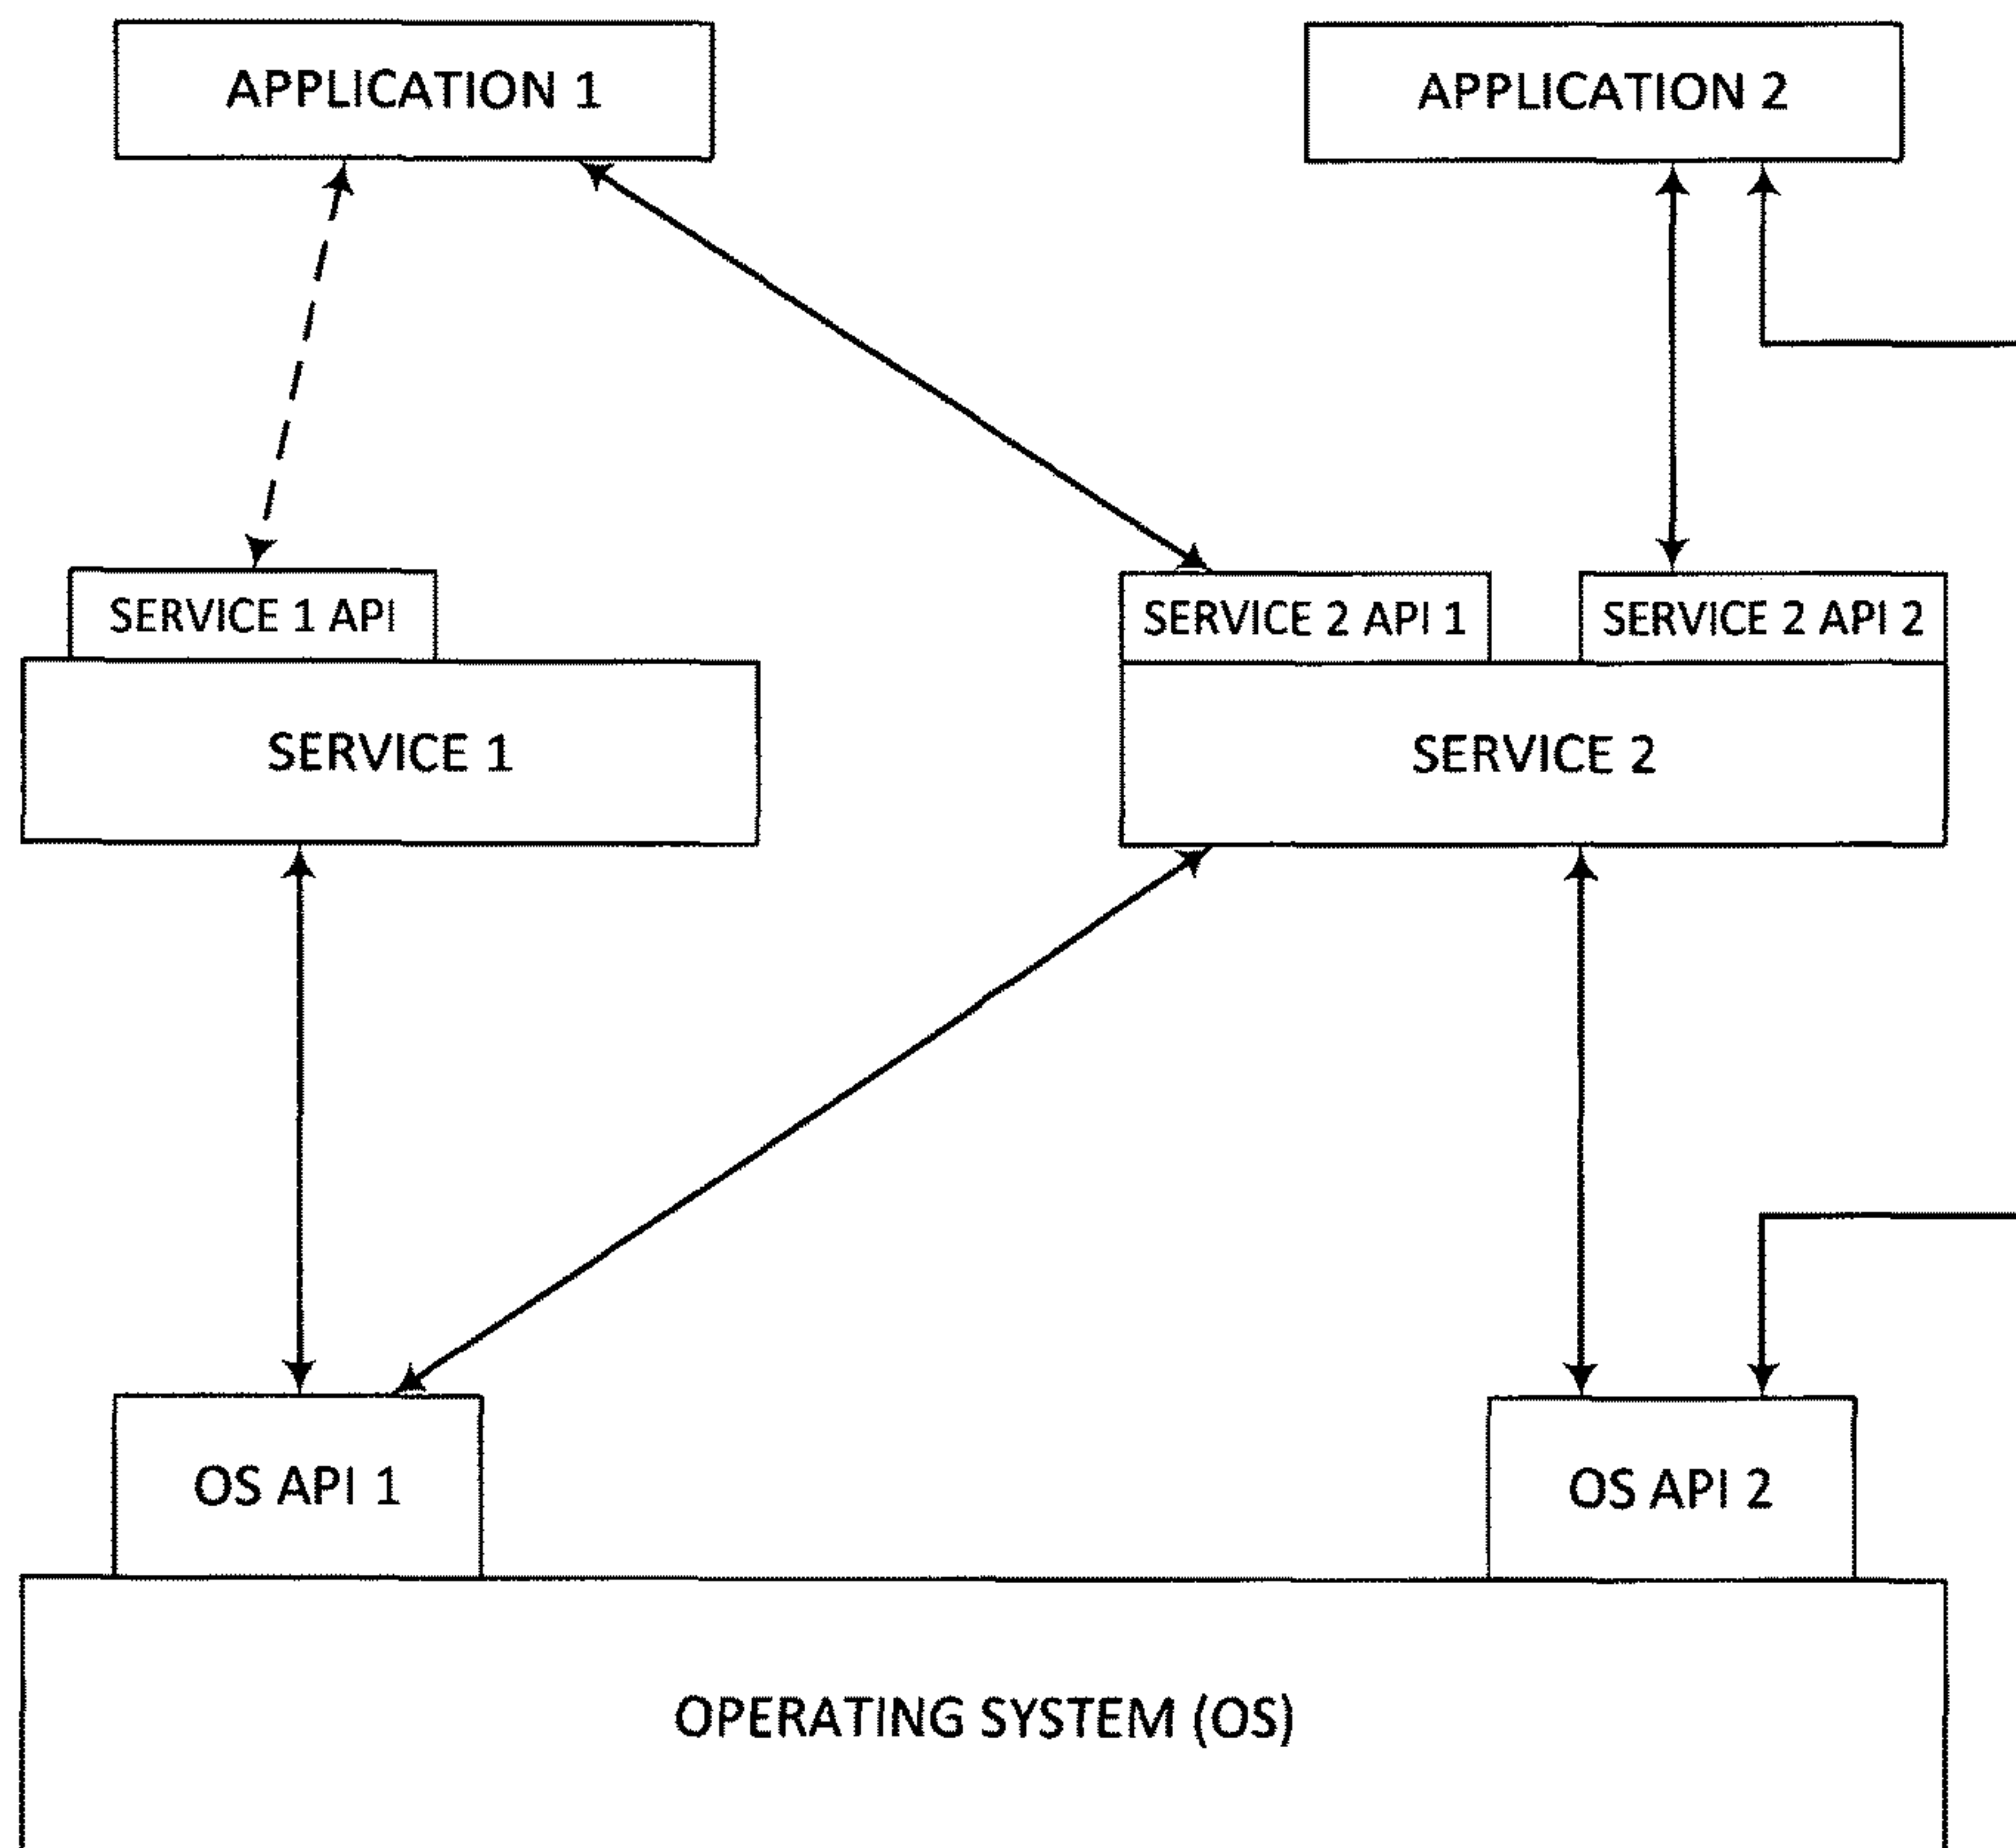 APPLICATION 1
APPLICATION 2
SERVICE 1 API
SERVICE 2 API 1
SERVICE 2 API 2
SERVICE 1
SERVICE 2
OS API 1
OS API 2
OPERATING SYSTEM (OS)